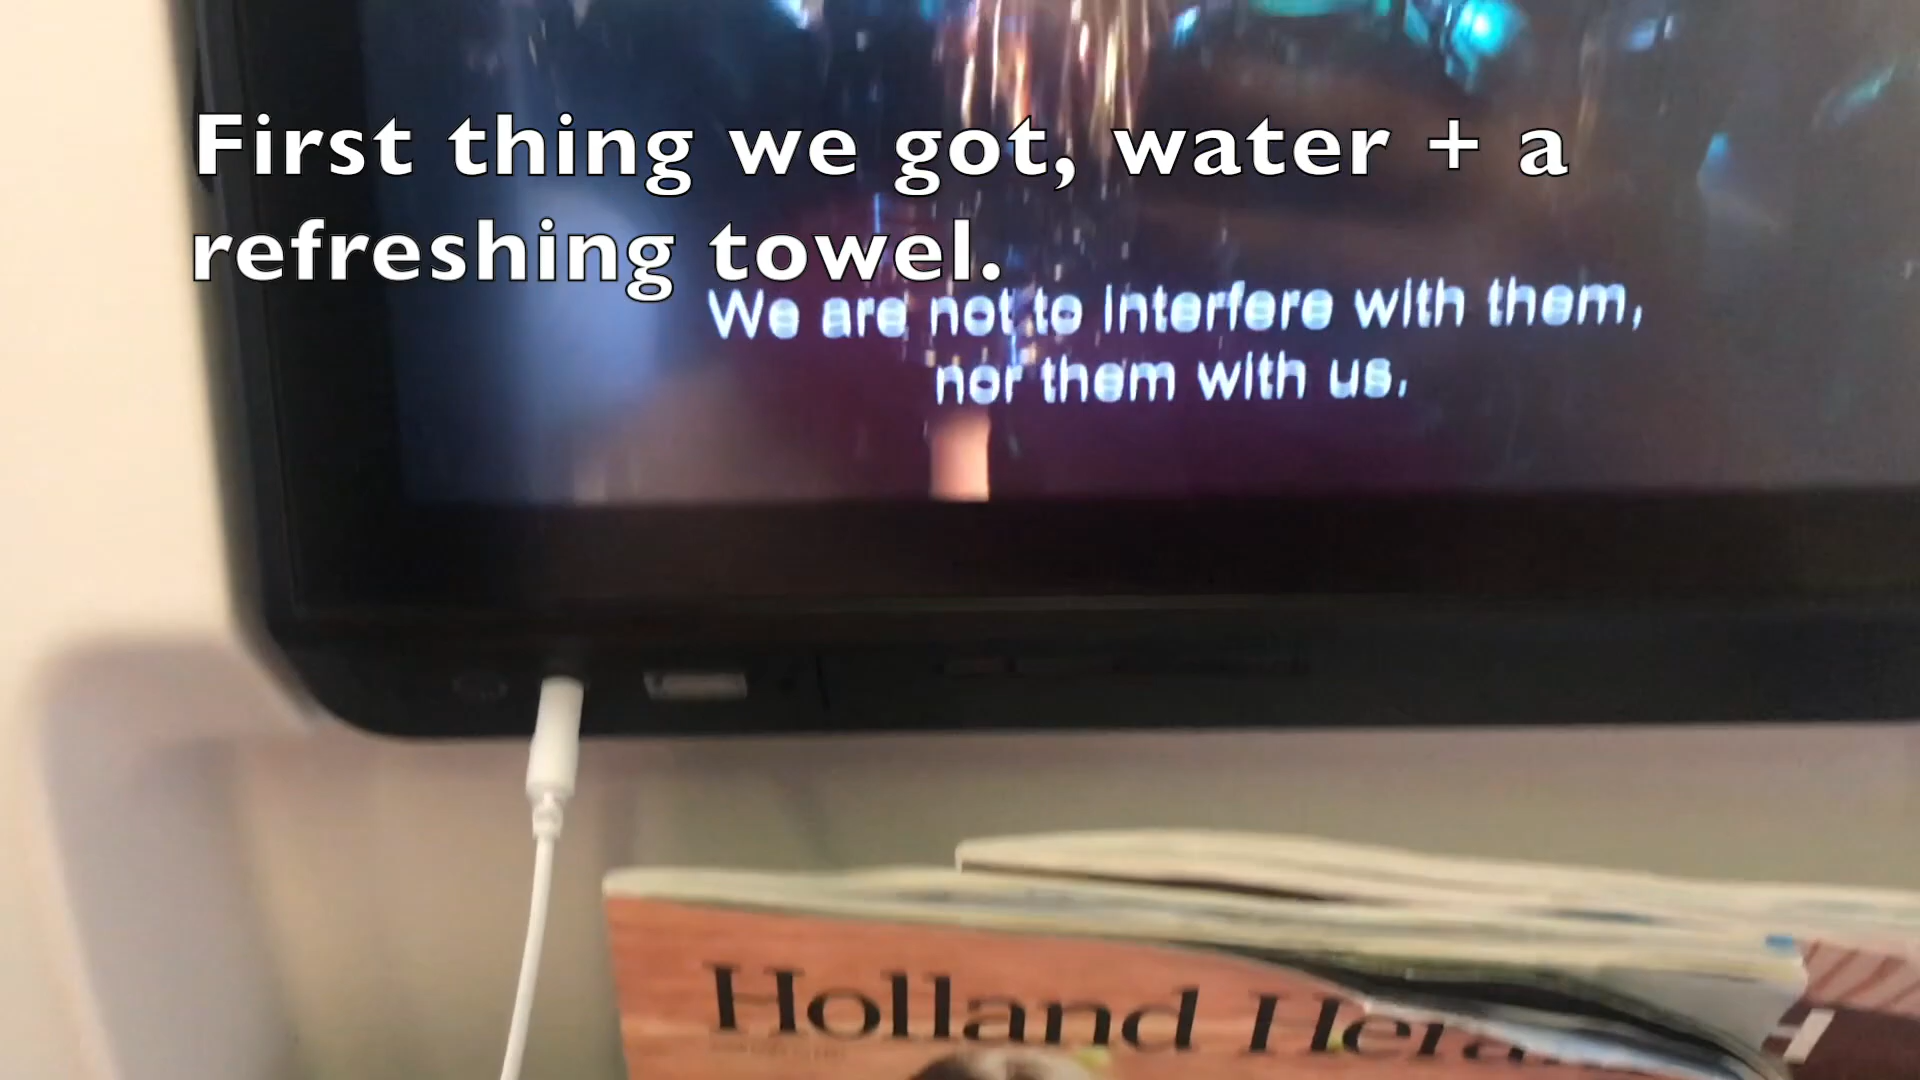 First thing we got, water + a
refreshing towel.
We are not to interfere with them,
nor them with us.
Holland Hera